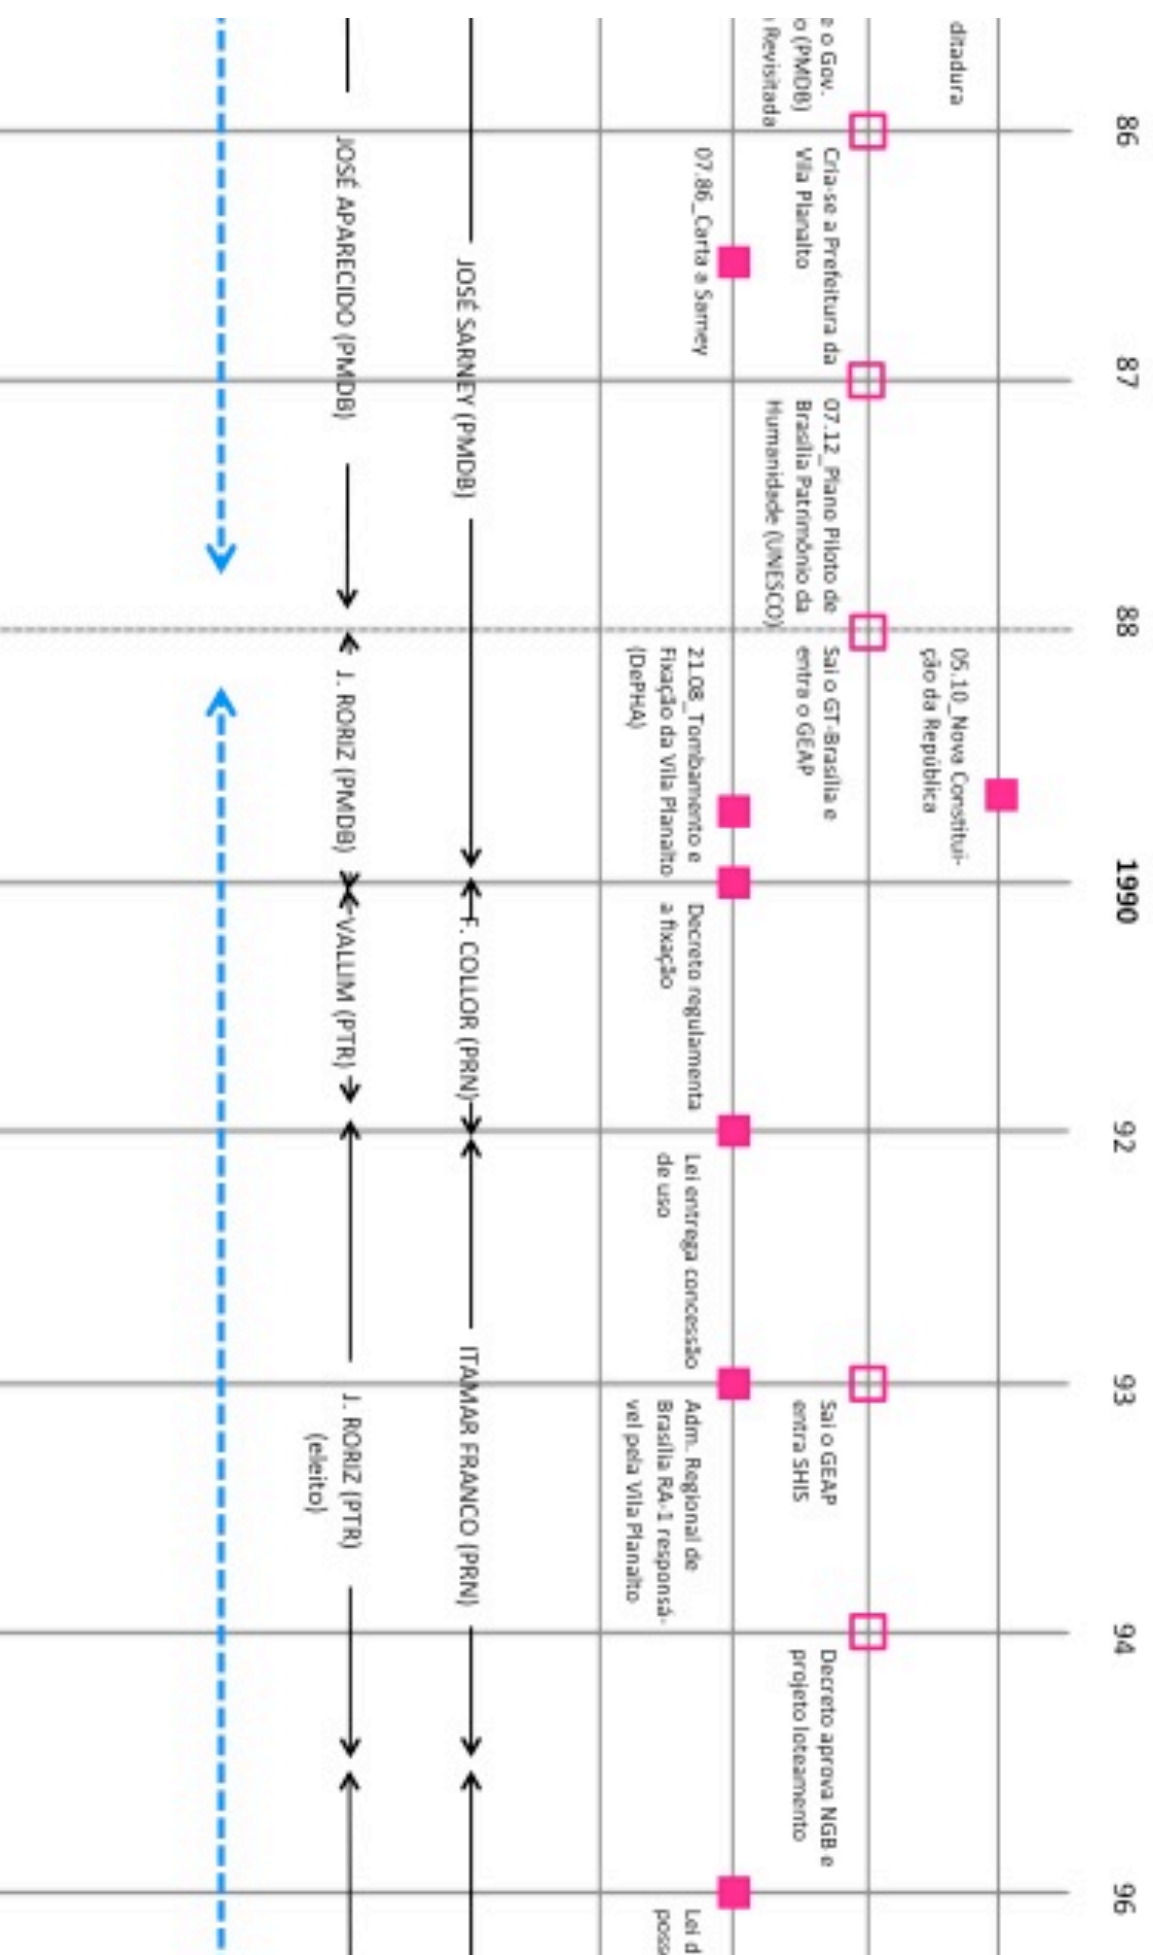 86
87
88
1990
92
93
94
96
ditadura
05.10_Nova Constitui-
ção da República
e o Gov.
o (PMDB)
Revisitada
Cria-se a Prefeitura da
Vila Planalto
07.12_Plano Piloto de
Brasília Patrimônio da
Humanidade (UNESCO)
Sai o GT-Brasília e
entra o GEAP
Sai o GEAP
entra SHIS
Decreto aprova NGB e
projeto loteamento
07.86_Carta a Sarney
21.08_Tombamento e
Fixação da Vila Planalto
(DePHA)
Decreto regulamenta
a fixação
Lei entrega concessão
de uso
Adm. Regional de
Brasília RA-1 responsá-
vel pela Vila Planalto
Lei d
poss
JOSÉ SARNEY (PMDB)
F. COLLOR (PRN)
ITAMAR FRANCO (PRN)
JOSÉ APARECIDO (PMDB)
J. RORIZ (PMDB)
VALLIM (PTR)
J. RORIZ (PTR)
(eleito)